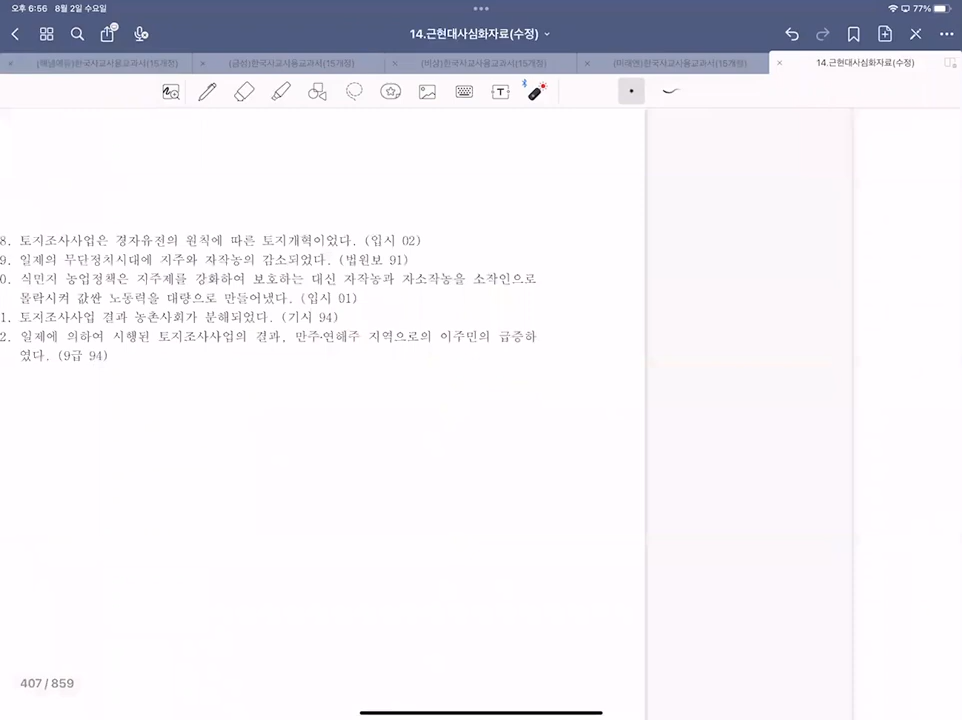 오후 6:56 8월 2일 수요일
77%
14.근현대사심화자료(수정)
(해냄에듀)한국사교사용교과서(15개정)
(금성)한국사교사용교과서(15개정)
(비상)한국사교사용교과서(15개정)
(미래엔)한국사교사용교과서(15개정)
14.근현대사심화자료(수정)
8. 토지조사사업은 경자유전의 원칙에 따른 토지개혁이었다. (입시 02)
9. 일제의 무단정치시대에 지주와 자작농의 감소되었다. (법원보 91)
0. 식민지 농업정책은 지주제를 강화하여 보호하는 대신 자작농과 자소작농을 소작인으로
몰락시켜 값싼 노동력을 대량으로 만들어냈다. (입시 01)
1. 토지조사사업 결과 농촌사회가 분해되었다. (기시 94)
2. 일제에 의하여 시행된 토지조사사업의 결과, 만주·연해주 지역으로의 이주민의 급증하
였다. (9급 94)
407 / 859